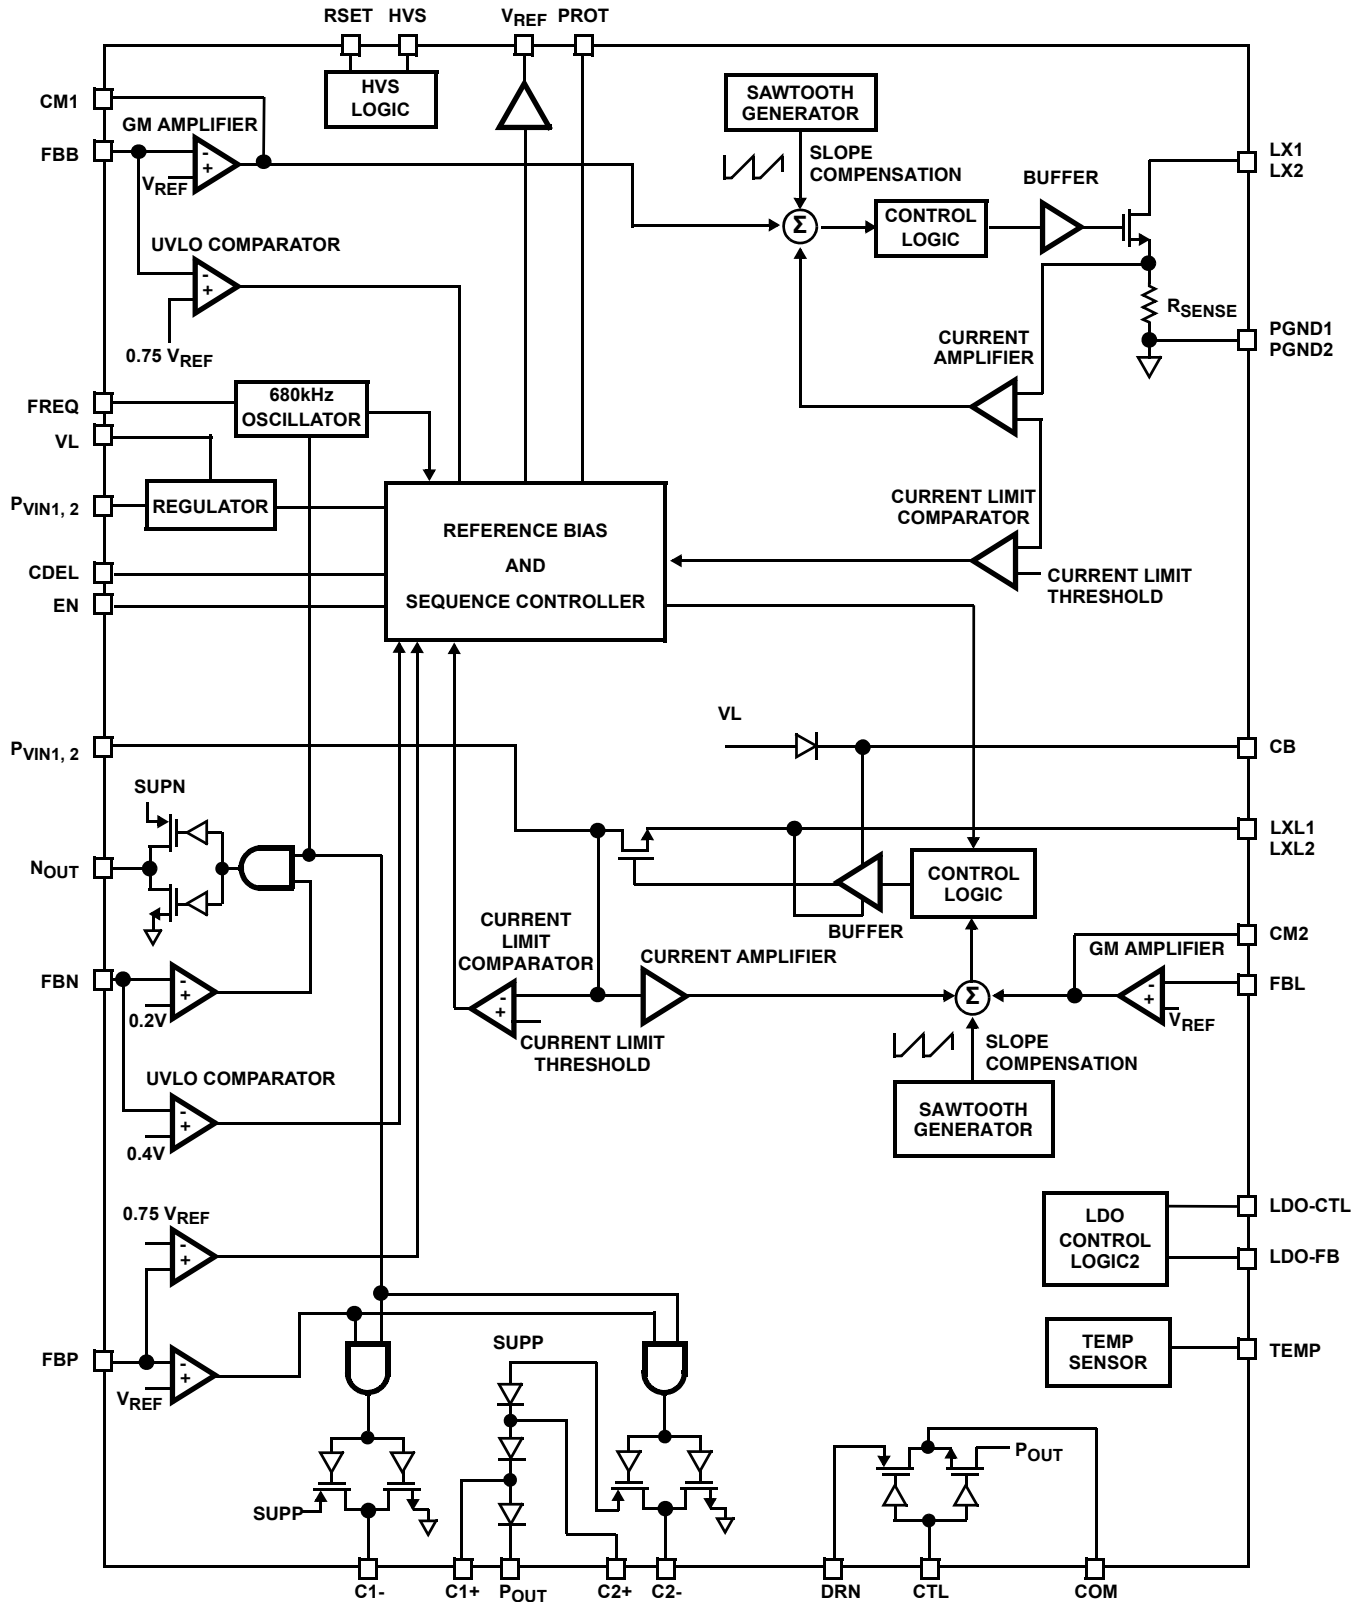 RSET HVS VREF PROT
HVS
LOGIC
SAWTOOTH
GENERATOR
CM1
GM AMPLIFIER
FBB
-
+
VREF
SLOPE
COMPENSATION
LX1
LX2
BUFFER
Σ
CONTROL
LOGIC
UVLO COMPARATOR
-
+
0.75 VREF
RSENSE
PGND1
PGND2
CURRENT
AMPLIFIER
FREQ
680kHz
OSCILLATOR
VL
PVIN1, 2
REGULATOR
CURRENT LIMIT
COMPARATOR
REFERENCE BIAS
AND
SEQUENCE CONTROLLER
CDEL
EN
CURRENT LIMIT
THRESHOLD
VL
PVIN1, 2
CB
SUPN
LXL1
LXL2
NOUT
CONTROL
LOGIC
BUFFER
CURRENT
LIMIT
COMPARATOR
CURRENT AMPLIFIER
CM2
GM AMPLIFIER
FBN
-
+
0.2V
-
+
Σ
-
+
FBL
VREF
CURRENT LIMIT
THRESHOLD
SLOPE
COMPENSATION
UVLO COMPARATOR
-
+
0.4V
SAWTOOTH
GENERATOR
0.75 VREF
-
+
LDO
CONTROL
LOGIC2
LDO-CTL
LDO-FB
FBP
-
+
VREF
SUPP
TEMP
SENSOR
TEMP
POUT
SUPP
C1- C1+ POUT C2+ C2- DRN CTL COM